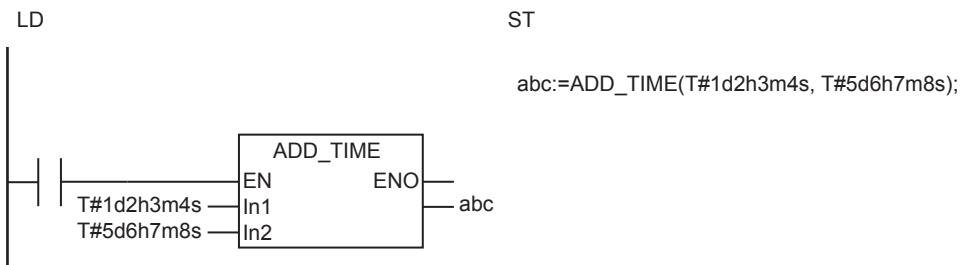 LD
ST
abc:=ADD_TIME(T#1d2h3m4s, T#5d6h7m8s);
ADD_TIME
EN ENO
T#1d2h3m4s In1 abc
T#5d6h7m8s In2